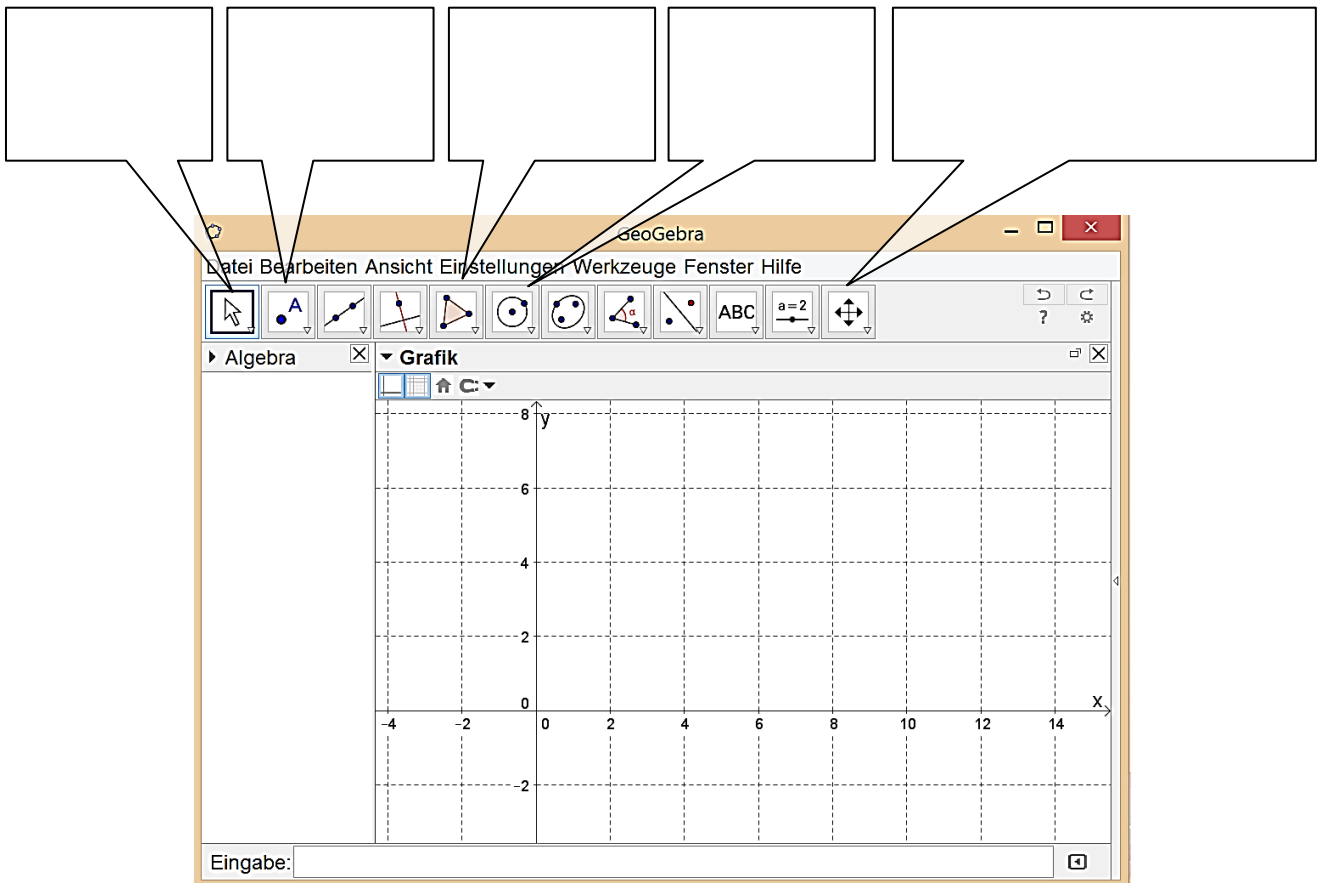 GeoGebra
Datei Bearbeiten Ansicht Einstellungen Werkzeuge Fenster Hilfe
A α ABC a=2 ?
Algebra Grafik
8 y
6
4
2
0 x
−4 −2 0 2 4 6 8 10 12 14
−2
Eingabe: